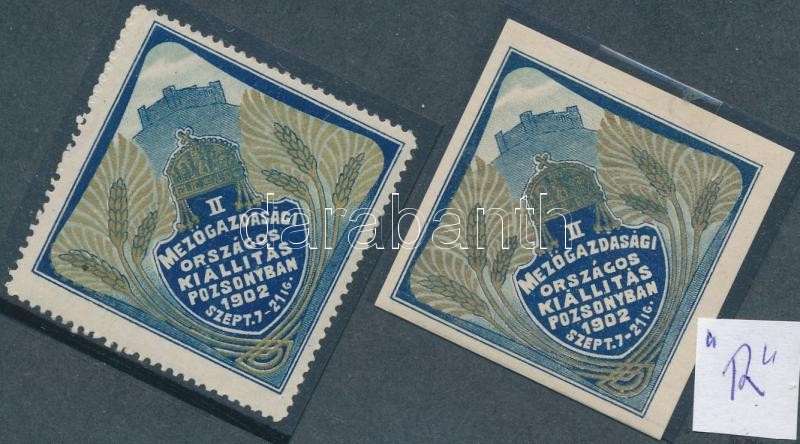 II
MEZŐGAZDASÁGI
ORSZÁGOS
KIÁLLITÁS
POZSONYBAN
1902
SZEPT. 7-21IG.
II
MEZŐGAZDASÁGI
ORSZÁGOS
KIÁLLITÁS
POZSONYBAN
1902
SZEPT. 7-21IG.
darabanth
"R"